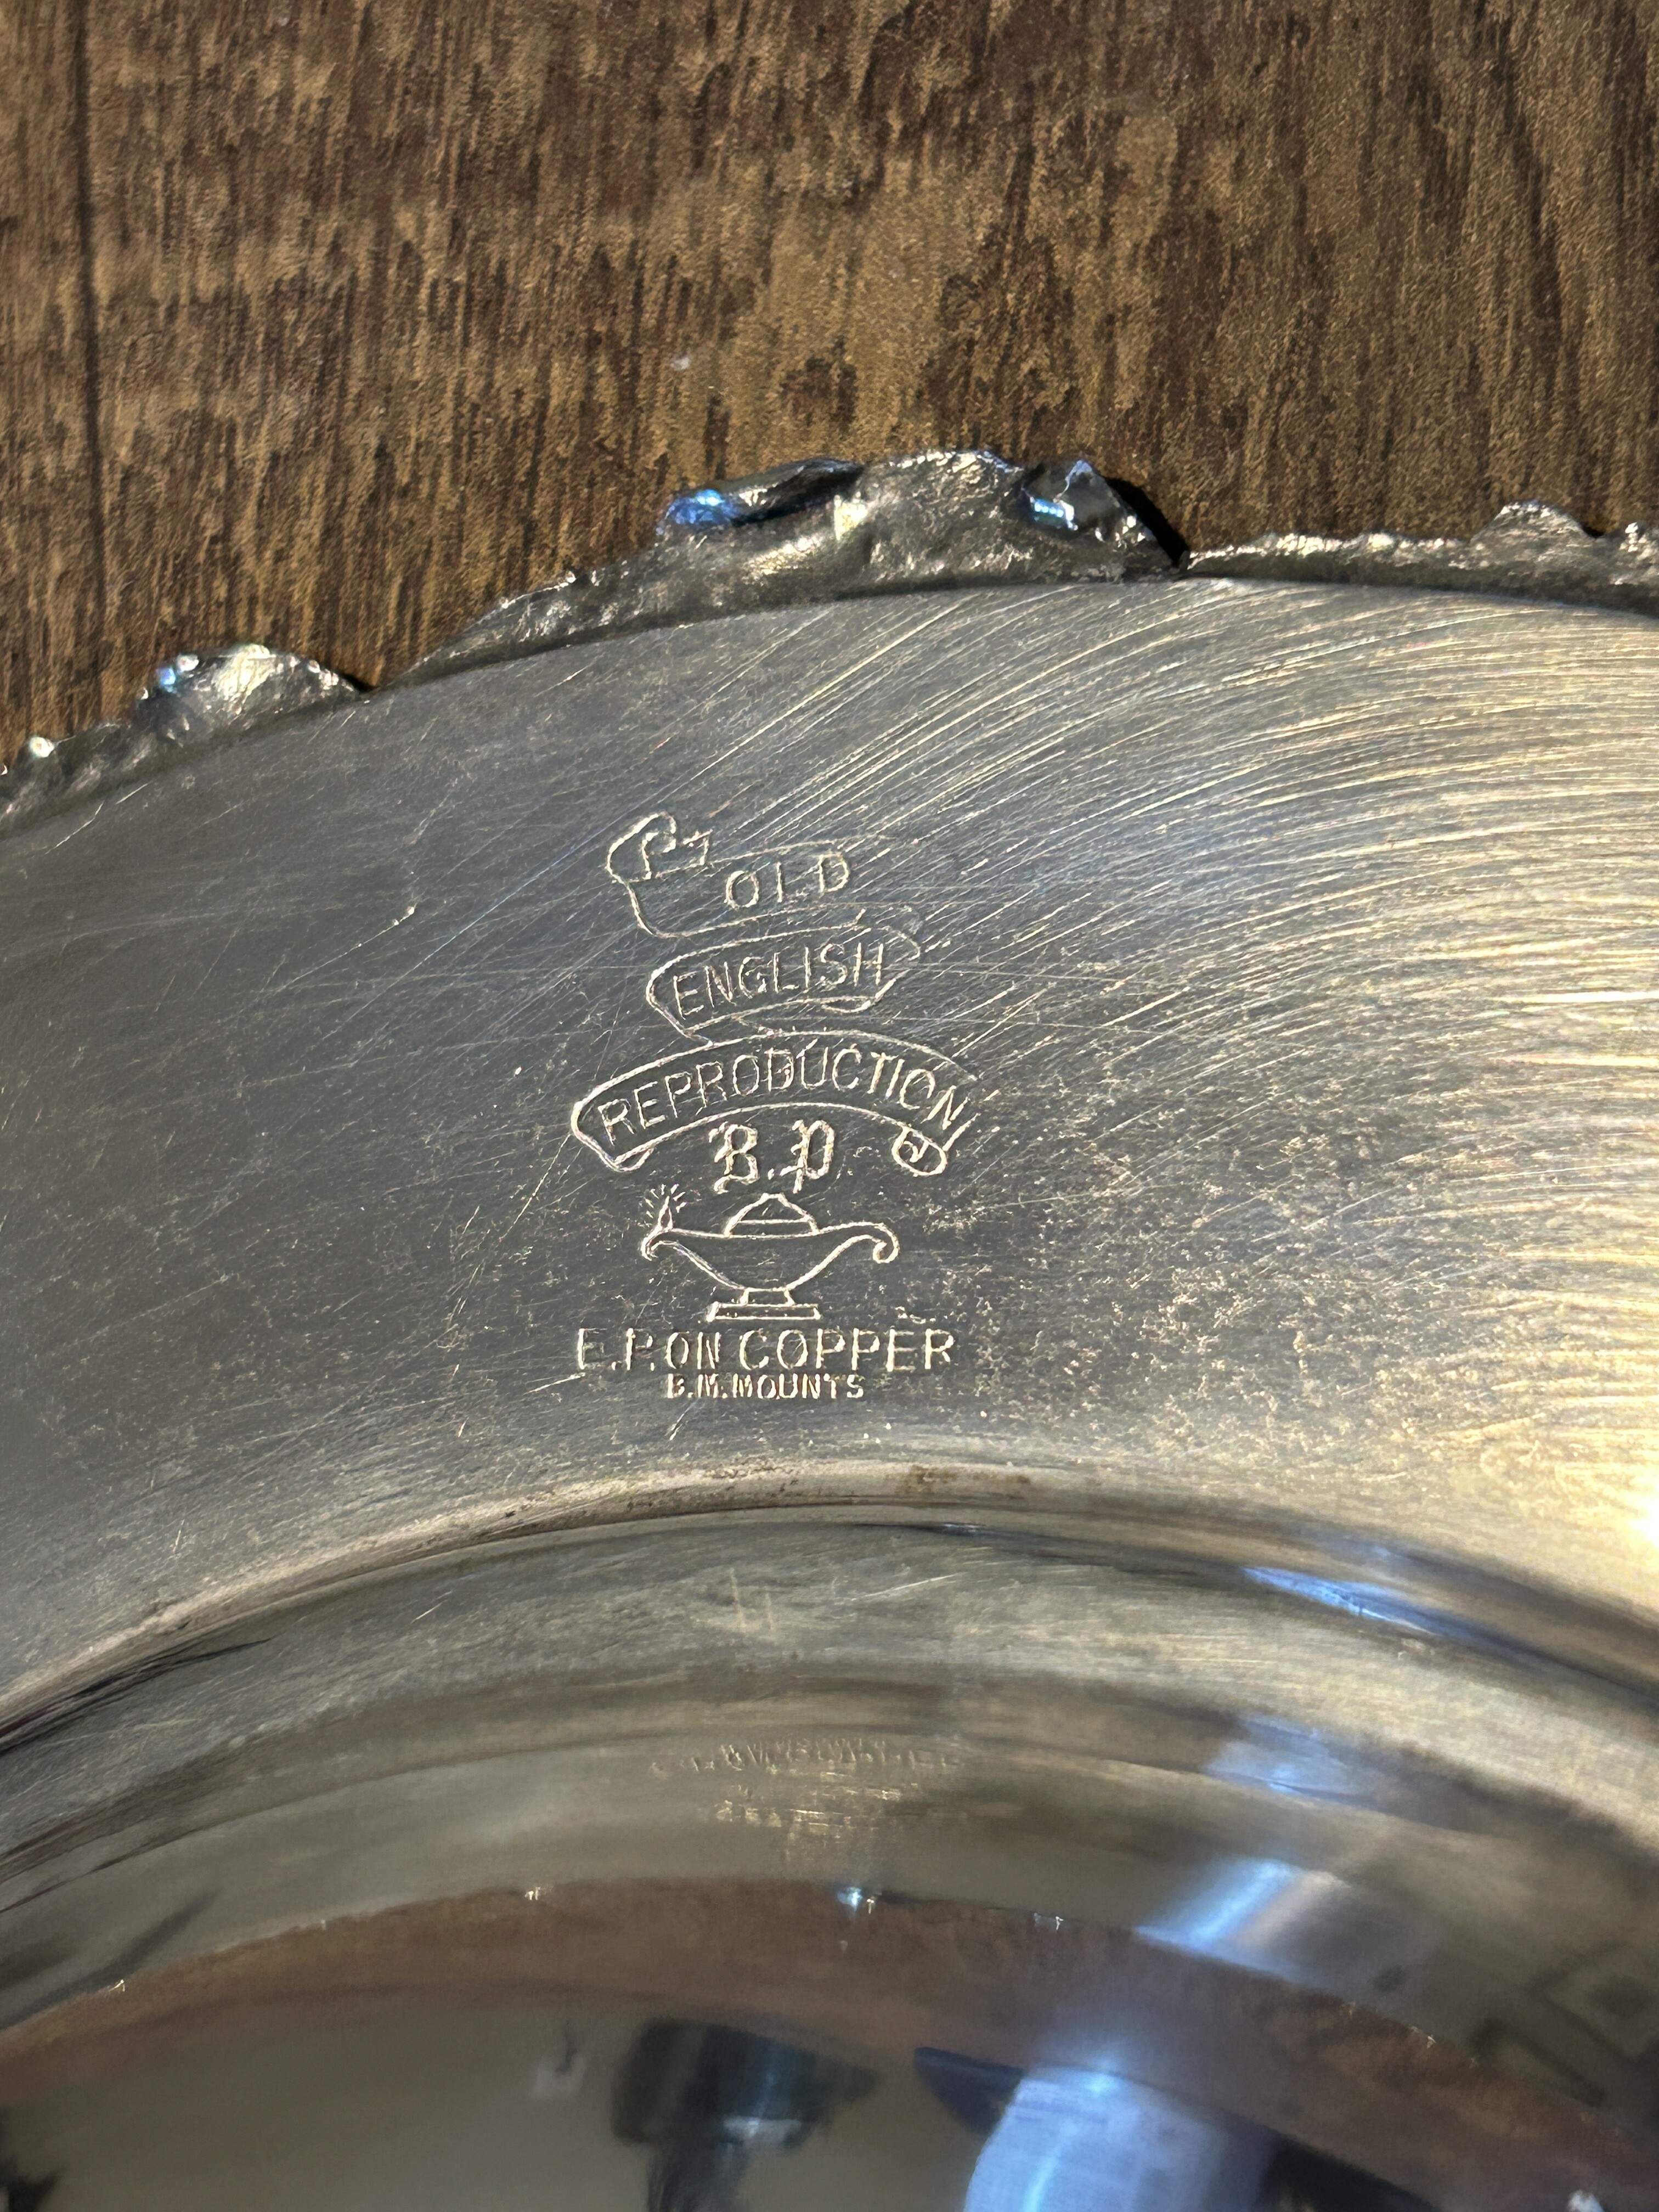 OLD
ENGLISH
REPRODUCTION
B.P.
E.P. ON COPPER
B.M. MOUNTS